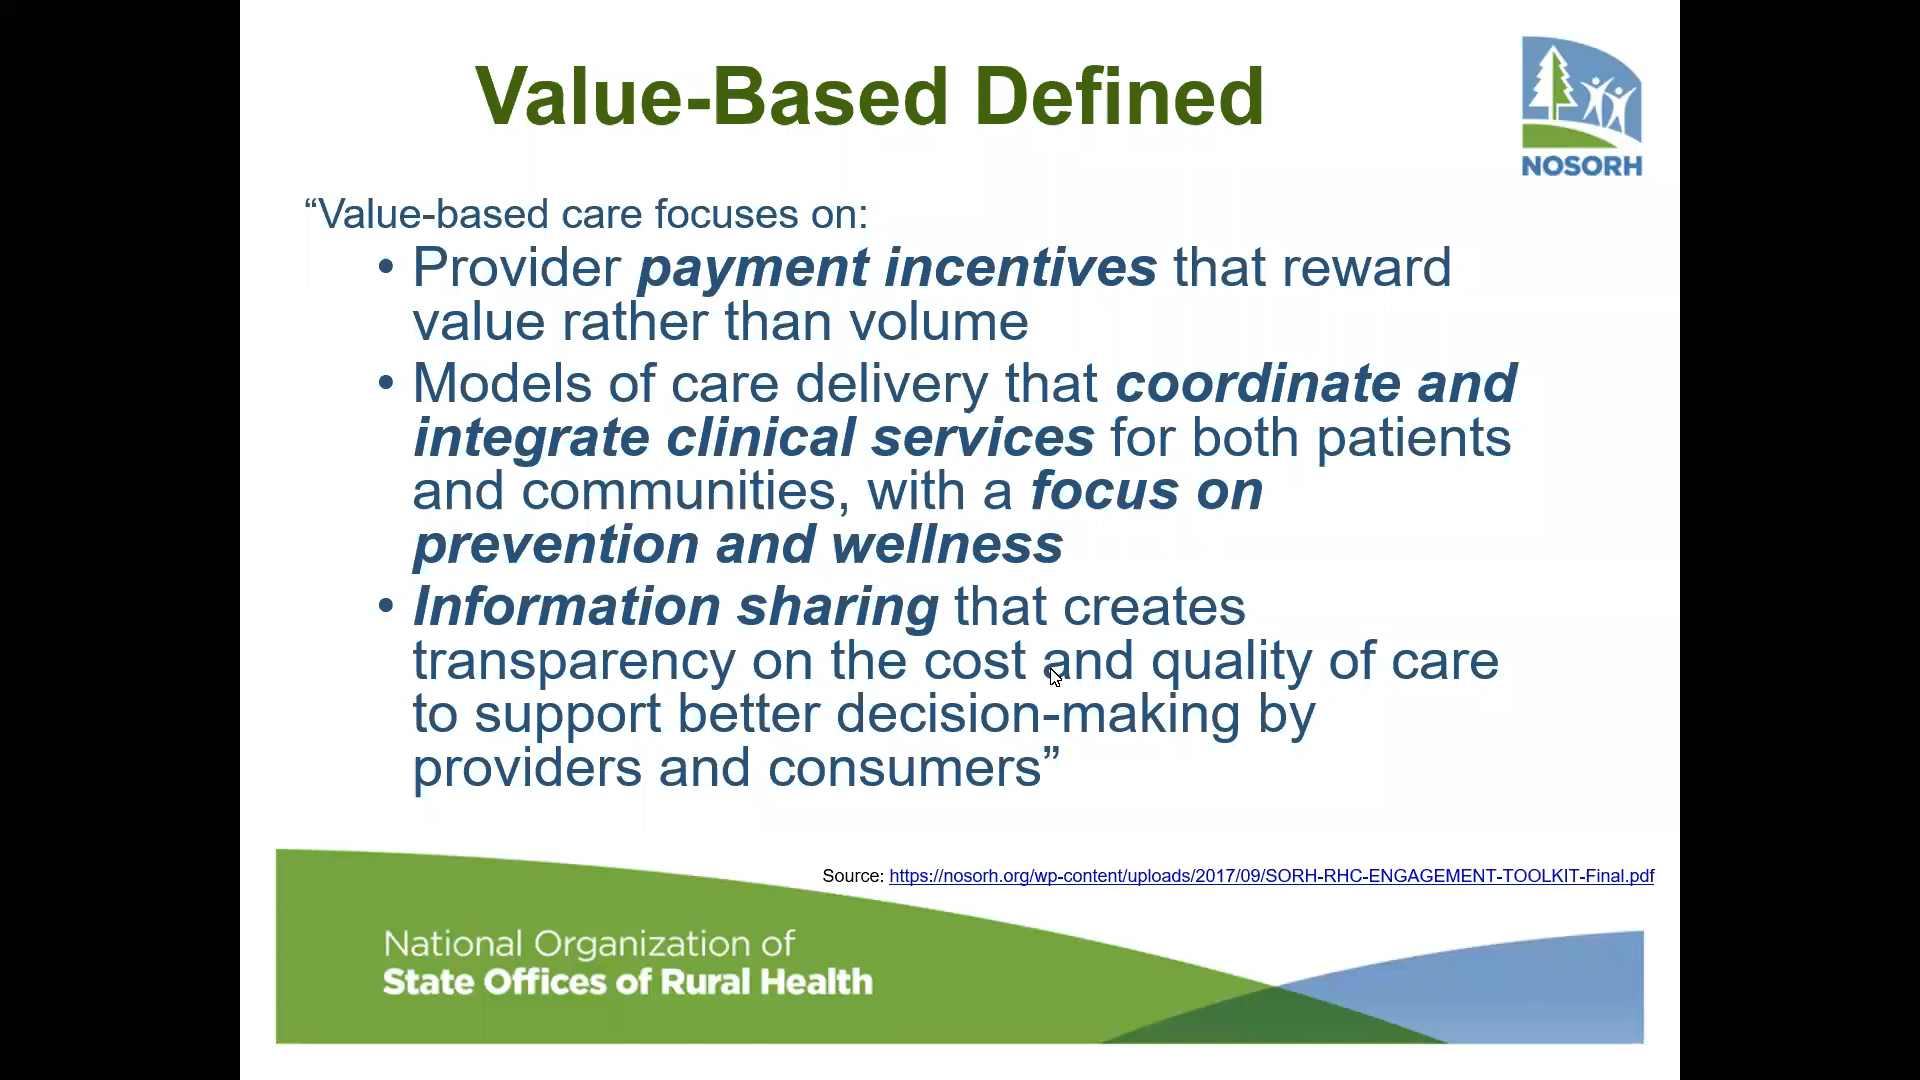 Value-Based Defined
NOSORH
“Value-based care focuses on:
• Provider payment incentives that reward
value rather than volume
• Models of care delivery that coordinate and
integrate clinical services for both patients
and communities, with a focus on
prevention and wellness
• Information sharing that creates
transparency on the cost and quality of care
to support better decision-making by
providers and consumers”
Source: https://nosorh.org/wp-content/uploads/2017/09/SORH-RHC-ENGAGEMENT-TOOLKIT-Final.pdf
National Organization of
State Offices of Rural Health